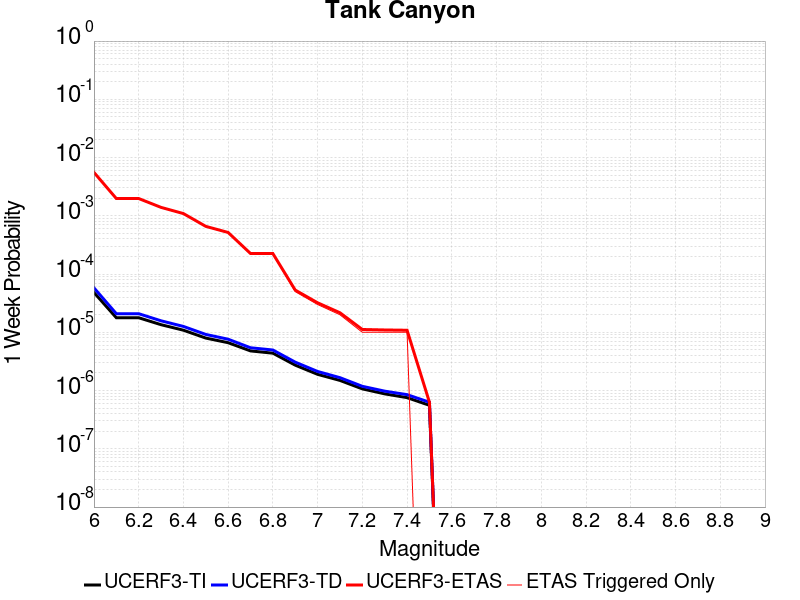 Tank Canyon
1 Week Probability
10 0
10 -1
10 -2
10 -3
10 -4
10 -5
10 -6
10 -7
10 -8
6 6.2 6.4 6.6 6.8 7 7.2 7.4 7.6 7.8 8 8.2 8.4 8.6 8.8 9
Magnitude
UCERF3-TI UCERF3-TD UCERF3-ETAS ETAS Triggered Only